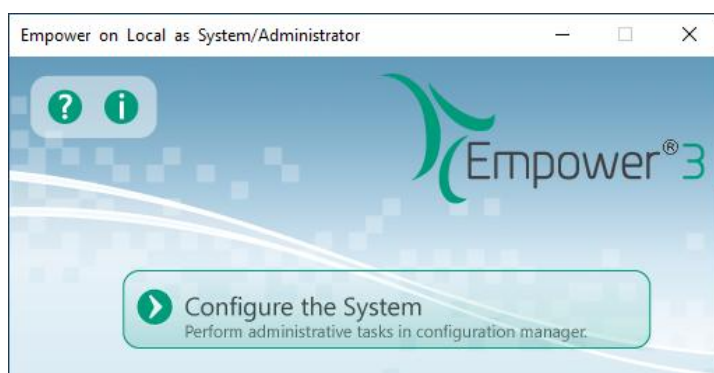 Empower on Local as System/Administrator
? i
Empower®3
Configure the System
Perform administrative tasks in configuration manager.